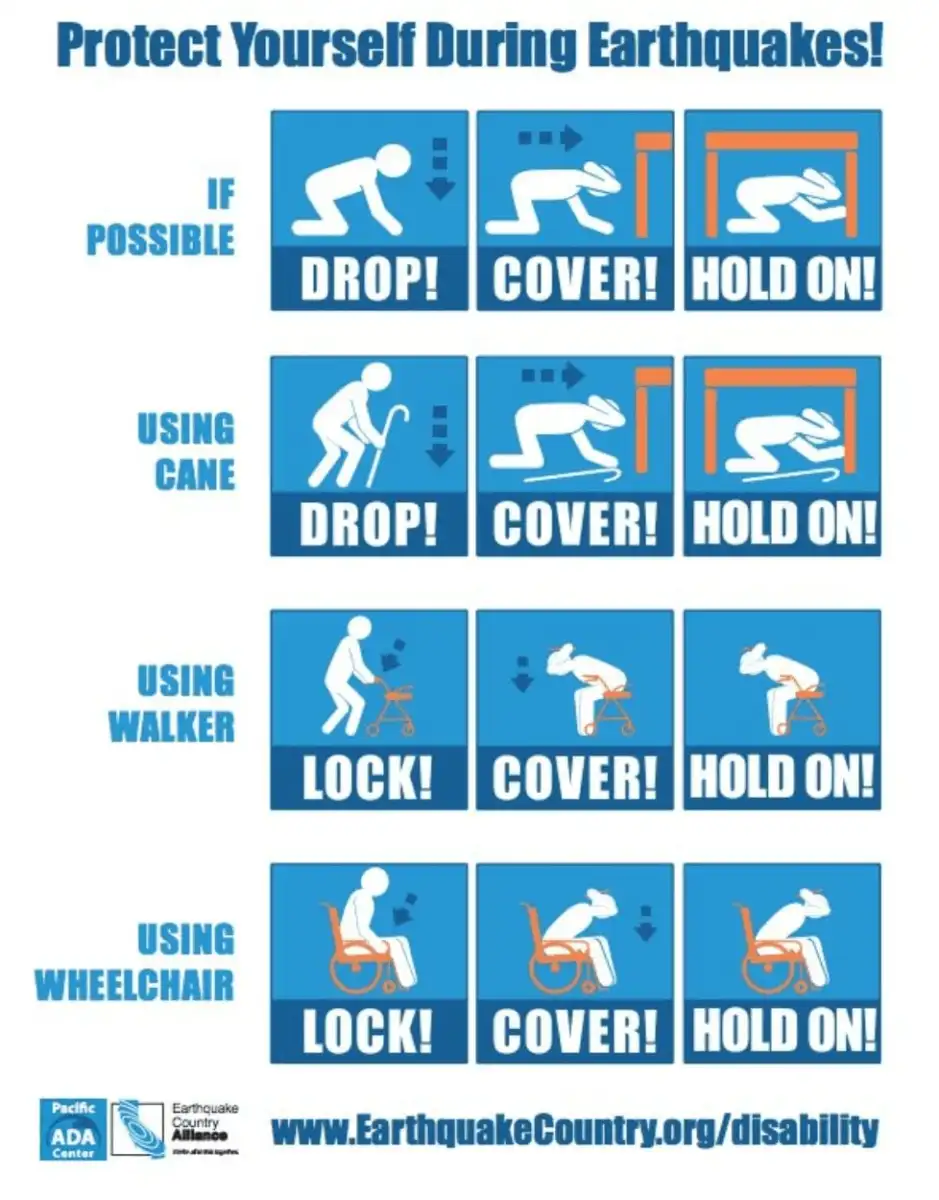 Protect Yourself During Earthquakes!
IF
POSSIBLE
DROP!
COVER!
HOLD ON!
USING
CANE
DROP!
COVER!
HOLD ON!
USING
WALKER
LOCK!
COVER!
HOLD ON!
USING
WHEELCHAIR
LOCK!
COVER!
HOLD ON!
Pacific
ADA
Center
Earthquake
Country
Alliance
www.EarthquakeCountry.org/disability